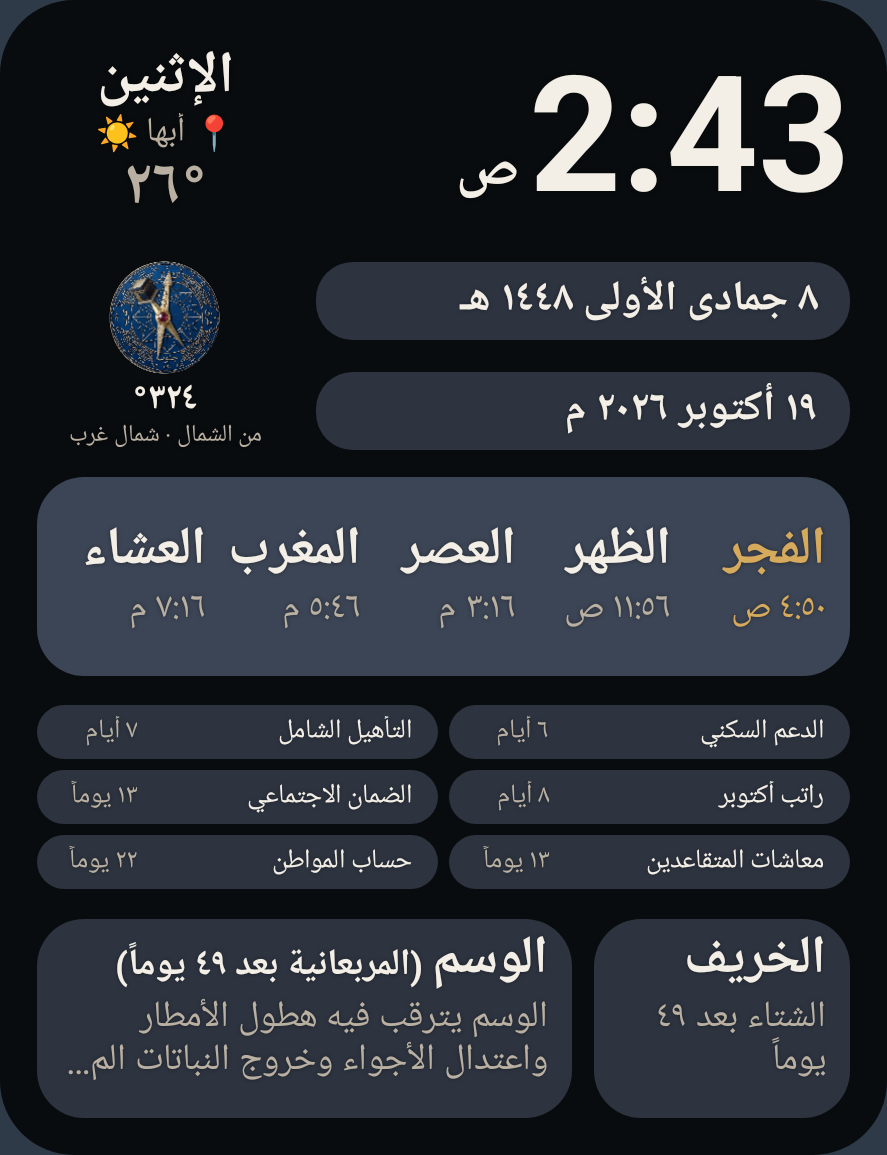 2:43 ص
الإثنين
📍 أبها ☀️
٢٦°
٨ جمادى الأولى ١٤٤٨ هـ
١٩ أكتوبر ٢٠٢٦ م
٣٢٤°
من الشمال · شمال غرب
الفجر الظهر العصر المغرب العشاء
٤:٥٠ ص ١١:٥٦ ص ٣:١٦ م ٥:٤٦ م ٧:١٦ م
الدعم السكني ٦ أيام
التأهيل الشامل ٧ أيام
راتب أكتوبر ٨ أيام
الضمان الاجتماعي ١٣ يوماً
معاشات المتقاعدين ١٣ يوماً
حساب المواطن ٢٢ يوماً
الخريف
الشتاء بعد ٤٩
يوماً
الوسم (المربعانية بعد ٤٩ يوماً)
الوسم يترقب فيه هطول الأمطار
واعتدال الأجواء وخروج النباتات الم...